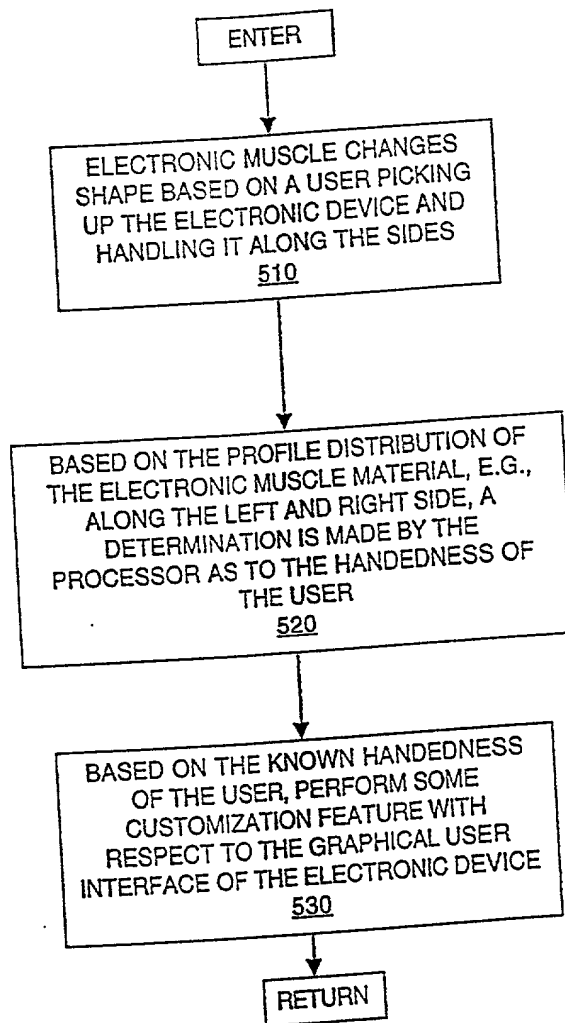 ENTER
ELECTRONIC MUSCLE CHANGES
SHAPE BASED ON A USER PICKING
UP THE ELECTRONIC DEVICE AND
HANDLING IT ALONG THE SIDES
510
BASED ON THE PROFILE DISTRIBUTION OF
THE ELECTRONIC MUSCLE MATERIAL, E.G.,
ALONG THE LEFT AND RIGHT SIDE, A
DETERMINATION IS MADE BY THE
PROCESSOR AS TO THE HANDEDNESS OF
THE USER
520
BASED ON THE KNOWN HANDEDNESS
OF THE USER, PERFORM SOME
CUSTOMIZATION FEATURE WITH
RESPECT TO THE GRAPHICAL USER
INTERFACE OF THE ELECTRONIC DEVICE
530
RETURN